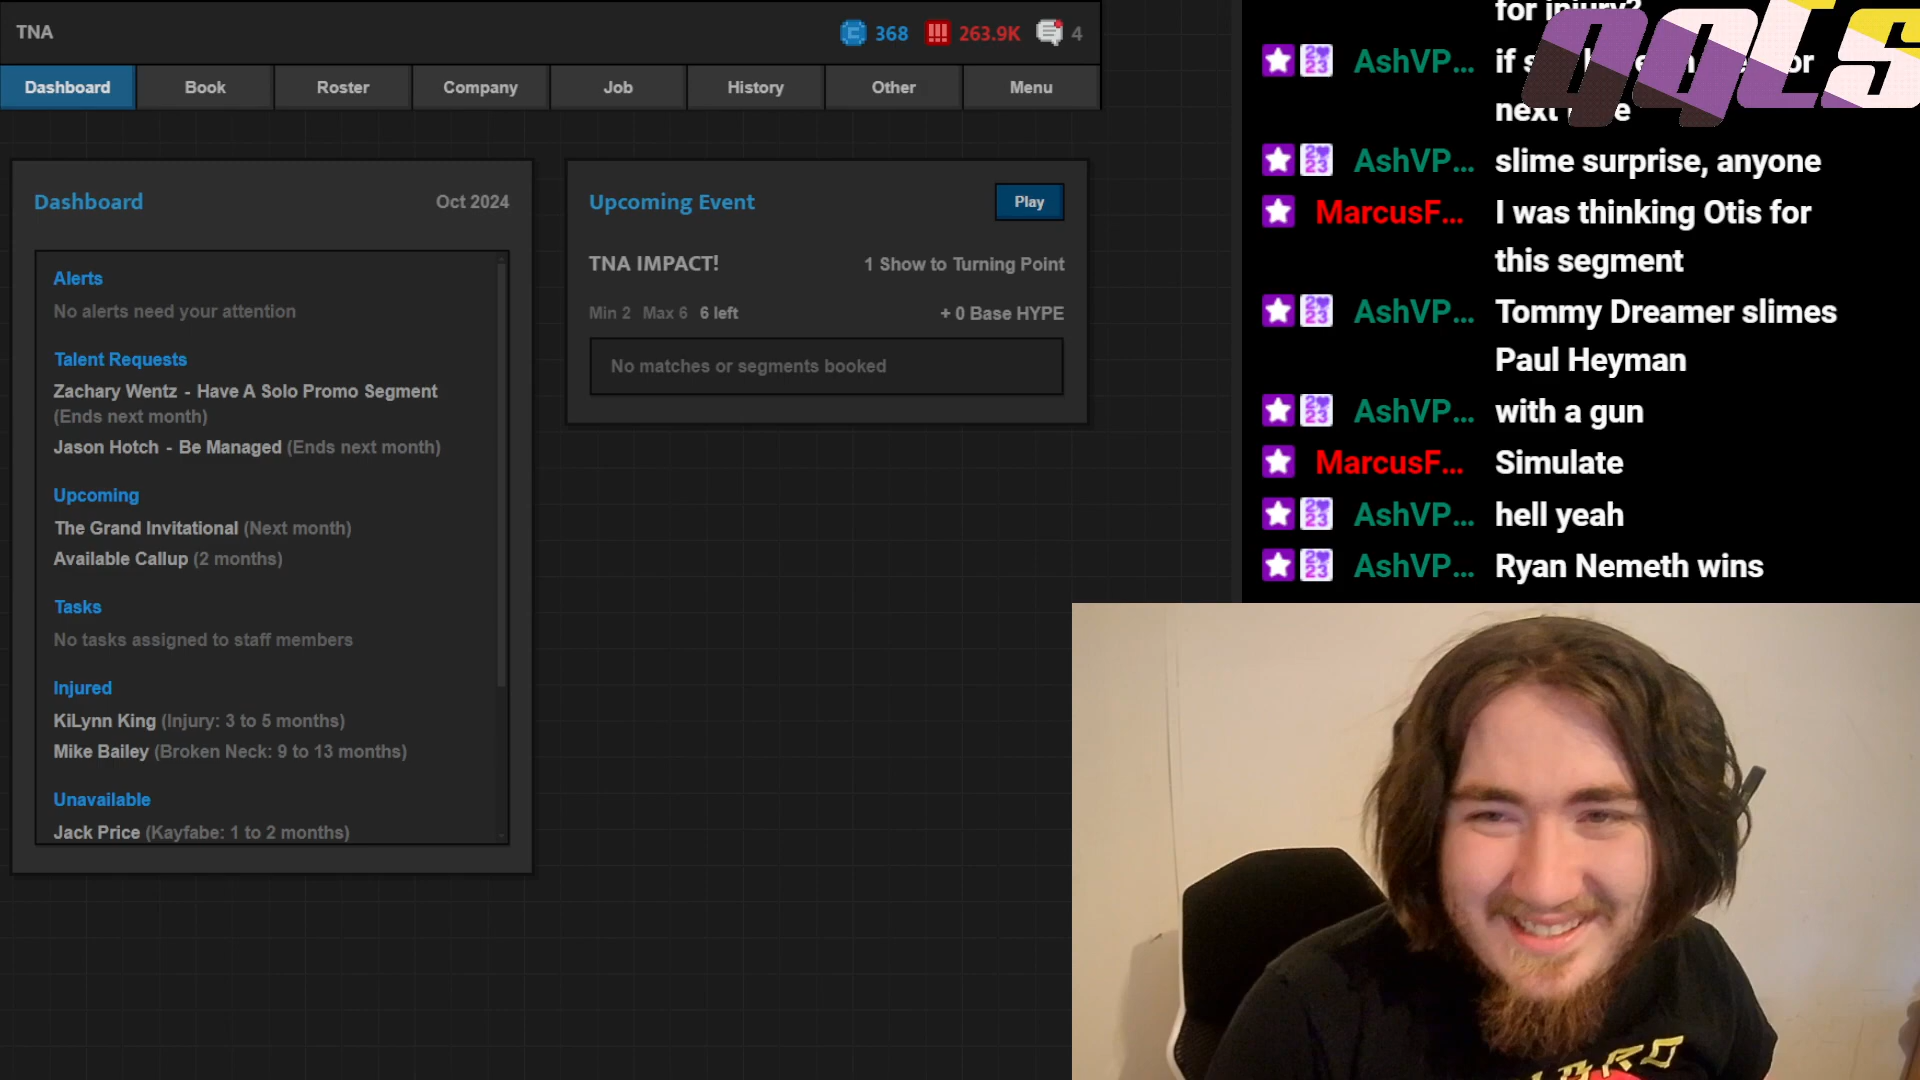 TNA
368
263.9K
4
Dashboard
Book
Roster
Company
Job
History
Other
Menu
Dashboard
Oct 2024
Alerts
No alerts need your attention
Talent Requests
Zachary Wentz - Have A Solo Promo Segment
(Ends next month)
Jason Hotch - Be Managed (Ends next month)
Upcoming
The Grand Invitational (Next month)
Available Callup (2 months)
Tasks
No tasks assigned to staff members
Injured
KiLynn King (Injury: 3 to 5 months)
Mike Bailey (Broken Neck: 9 to 13 months)
Unavailable
Jack Price (Kayfabe: 1 to 2 months)
Upcoming Event
Play
TNA IMPACT!
1 Show to Turning Point
Min 2 Max 6 6 left
+ 0 Base HYPE
No matches or segments booked
for injury?
AshVP... if
next
AshVP... slime surprise, anyone
MarcusF... I was thinking Otis for
this segment
AshVP... Tommy Dreamer slimes
Paul Heyman
AshVP... with a gun
MarcusF... Simulate
AshVP... hell yeah
AshVP... Ryan Nemeth wins